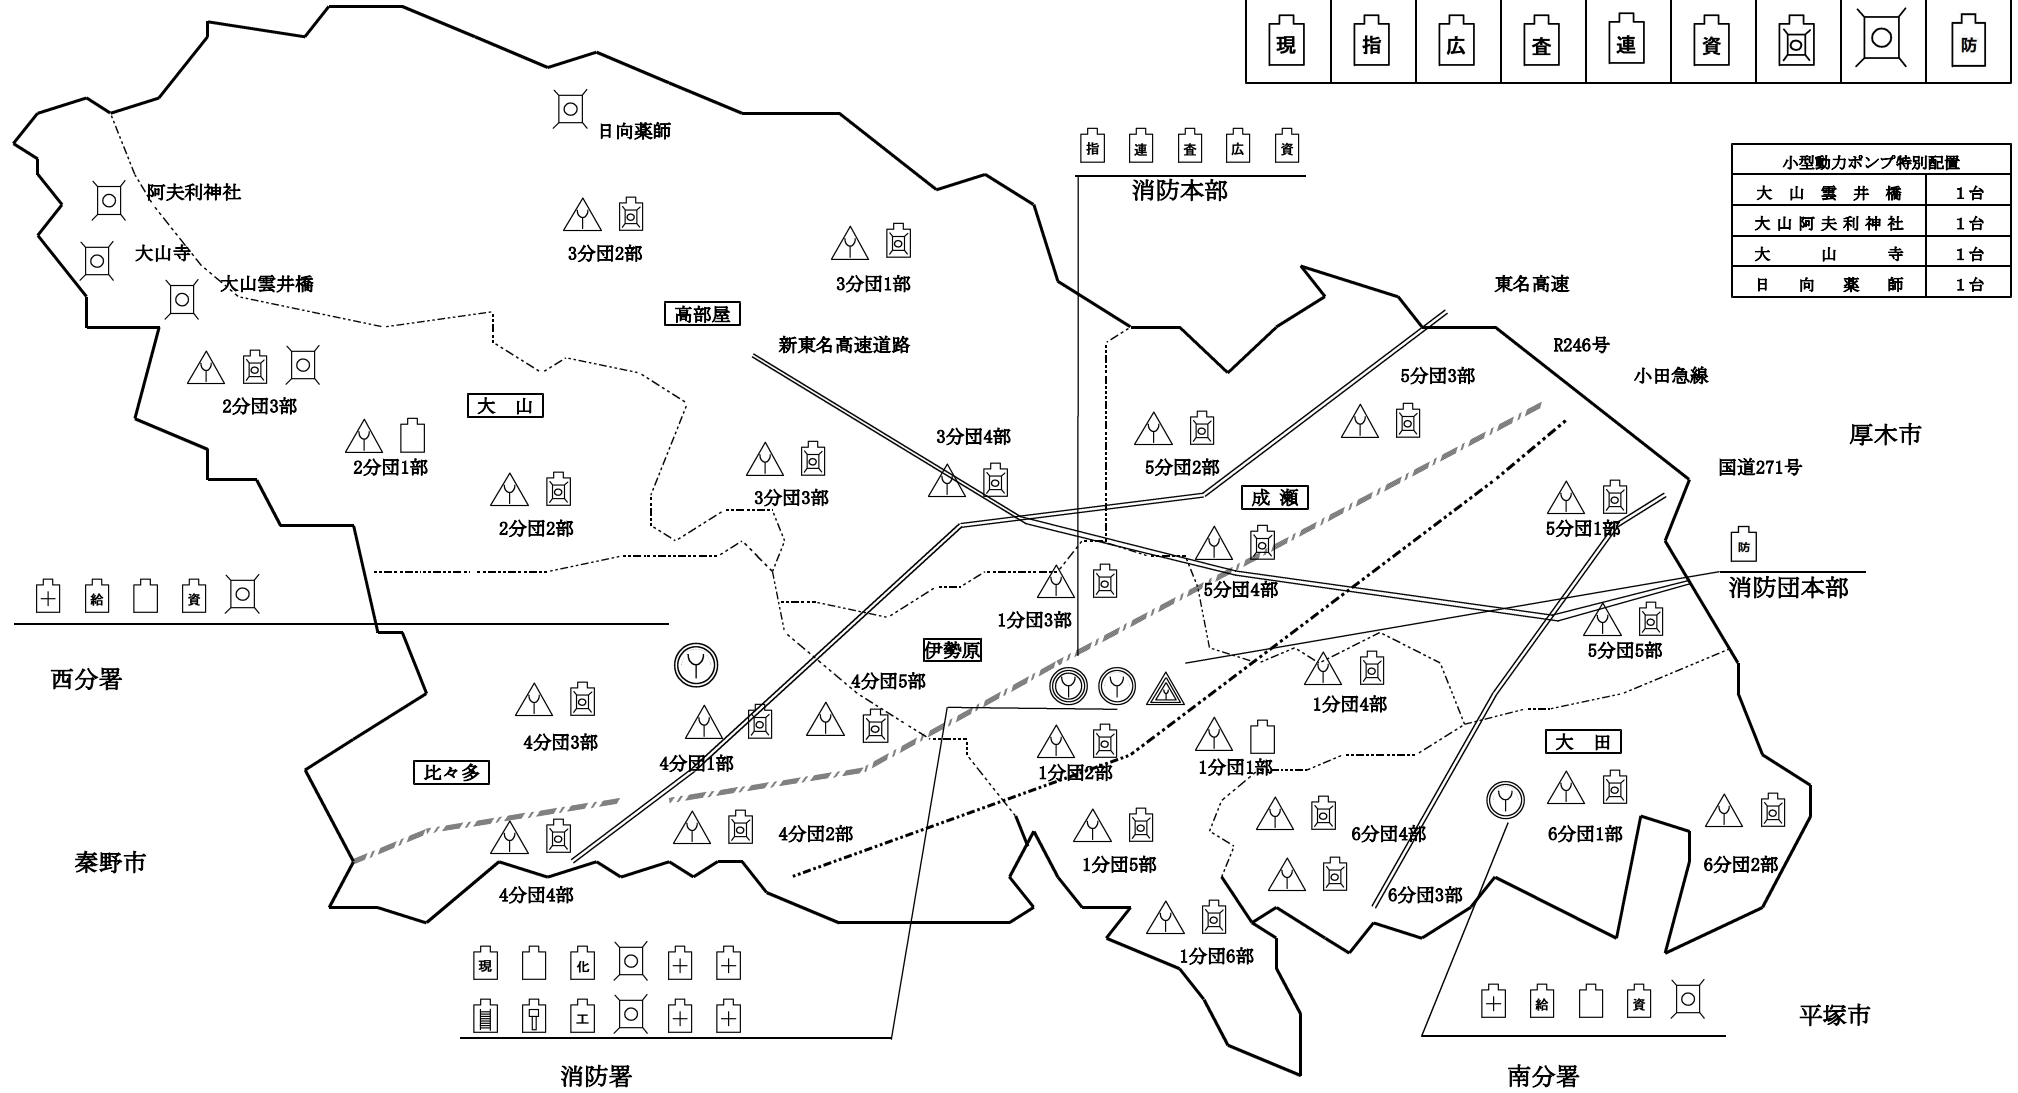 現 指 広 査 連 資 防
日向薬師
指 連 査 広 資
消防本部
小型動力ポンプ特別配置
大山雲井橋 1台
大山阿夫利神社 1台
大山寺 1台
日向薬師 1台
阿夫利神社
大山寺
大山雲井橋
3分団2部
3分団1部
高部屋
新東名高速道路
東名高速
R246号
小田急線
厚木市
国道271号
2分団3部
大山
2分団1部
2分団2部
3分団3部
3分団4部
5分団2部
5分団3部
成瀬
5分団1部
5分団4部
防
消防団本部
給 資
西分署
1分団3部
伊勢原
5分団5部
4分団5部
1分団4部
4分団3部
4分団1部
比々多
1分団2部
1分団1部
大田
4分団2部
1分団5部
6分団4部
6分団1部
6分団2部
秦野市
4分団4部
6分団3部
1分団6部
現 化
工
消防署
給 資
南分署
平塚市